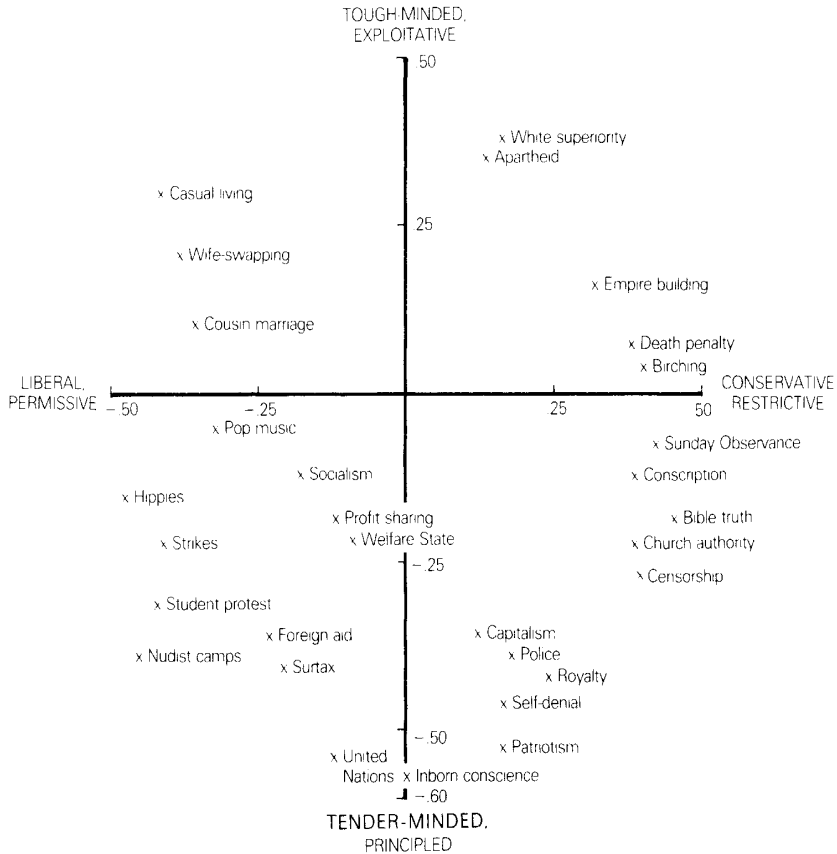 TOUGH-MINDED,
EXPLOITATIVE
.50
x White superiority
x Apartheid
x Casual living
.25
x Wife-swapping
x Empire building
x Cousin marriage
x Death penalty
x Birching
LIBERAL,
PERMISSIVE
-.50
-.25
.25
50
CONSERVATIVE
RESTRICTIVE
x Pop music
x Sunday Observance
x Socialism
x Conscription
x Hippies
x Profit sharing
x Bible truth
x Strikes
x Welfare State
x Church authority
-.25
x Censorship
x Student protest
x Foreign aid
x Capitalism
x Nudist camps
x Surtax
x Police
x Royalty
x Self-denial
-.50
x Patriotism
x United
Nations
x Inborn conscience
-.60
TENDER-MINDED,
PRINCIPLED